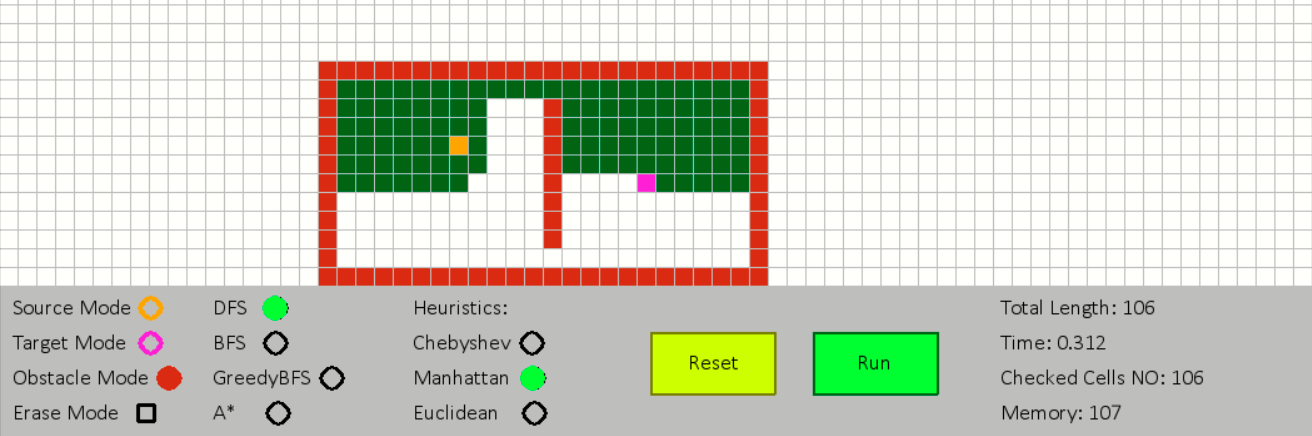 Source Mode DFS Heuristics: Total Length: 106
Target Mode BFS Chebyshev Reset Run Time: 0.312
Obstacle Mode GreedyBFS Manhattan Checked Cells NO: 106
Erase Mode A* Euclidean Memory: 107